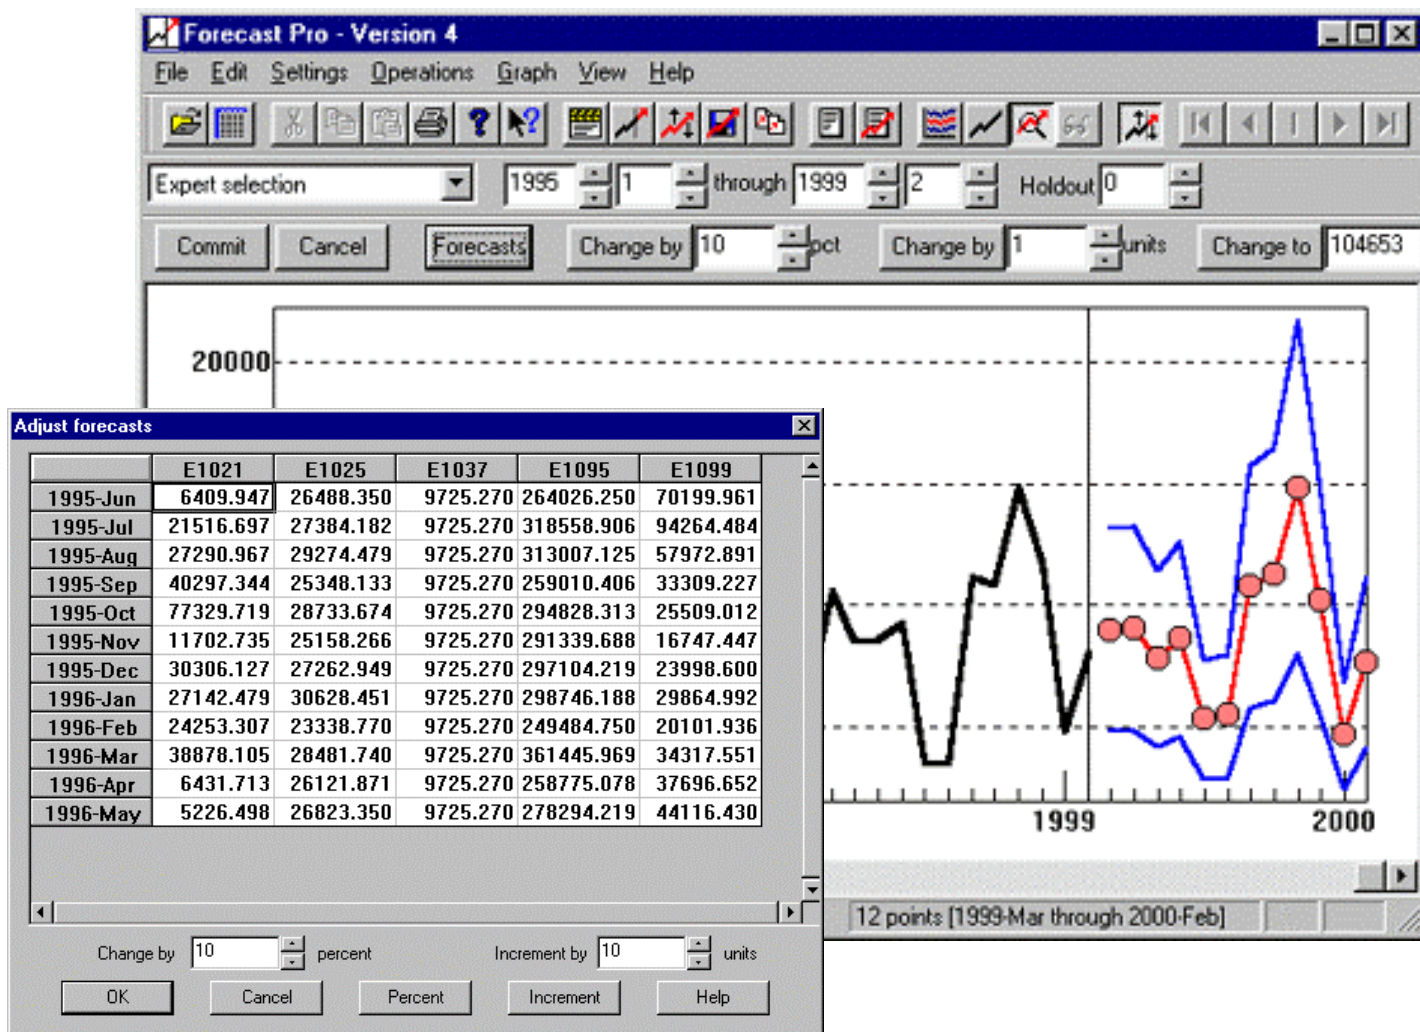 Forecast Pro - Version 4
File Edit Settings Operations Graph View Help
Expert selection 1995 1 through 1999 2 Holdout 0
Commit Cancel Forecasts Change by 10 pct Change by 1 units Change to 104653
20000
Adjust forecasts
E1021 E1025 E1037 E1095 E1099
1995-Jun 6409.947 26488.350 9725.270 264026.250 70199.961
1995-Jul 21516.697 27384.182 9725.270 318558.906 94264.484
1995-Aug 27290.967 29274.479 9725.270 313007.125 57972.891
1995-Sep 40297.344 25348.133 9725.270 259010.406 33309.227
1995-Oct 77329.719 28733.674 9725.270 294828.313 25509.012
1995-Nov 11702.735 25158.266 9725.270 291339.688 16747.447
1995-Dec 30306.127 27262.949 9725.270 297104.219 23998.600
1996-Jan 27142.479 30628.451 9725.270 298746.188 29864.992
1996-Feb 24253.307 23338.770 9725.270 249484.750 20101.936
1996-Mar 38878.105 28481.740 9725.270 361445.969 34317.551
1996-Apr 6431.713 26121.871 9725.270 258775.078 37696.652
1996-May 5226.498 26823.350 9725.270 278294.219 44116.430
1999 2000
12 points [1999-Mar through 2000-Feb]
Change by 10 percent Increment by 10 units
OK Cancel Percent Increment Help